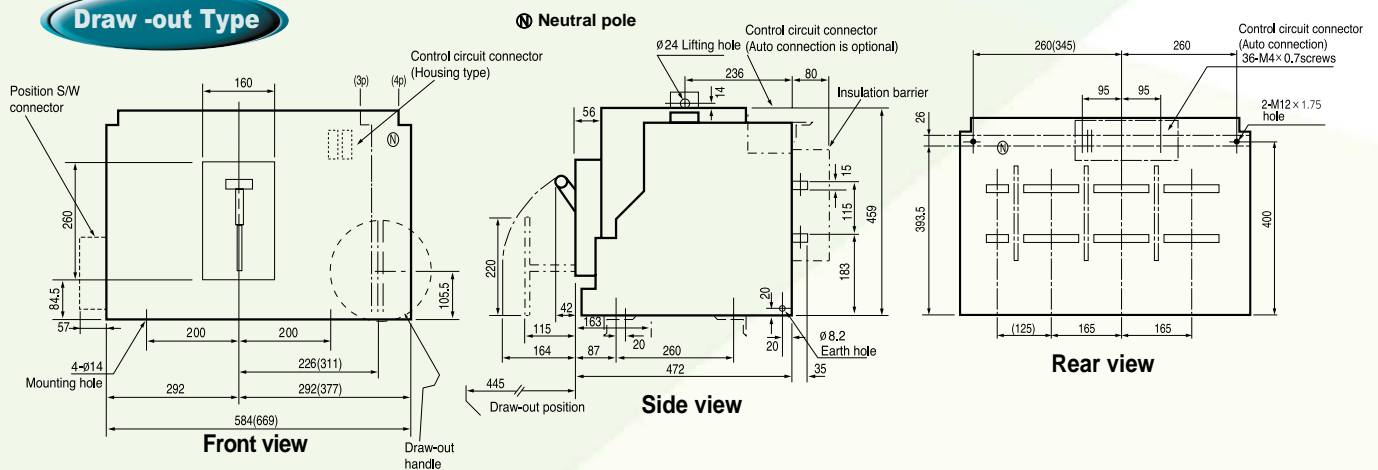 Draw -out Type
Ⓝ Neutral pole
Position S/W
connector
160
Control circuit connector
(Housing type)
(3p)
(4p)
Ⓝ
260
84.5
57
200
200
105.5
4-ø14
Mounting hole
226(311)
292
292(377)
584(669)
Draw-out
handle
Front view
ø24 Lifting hole
Control circuit connector
(Auto connection is optional)
236
80
14
56
Insulation barrier
15
115
459
183
220
42
115
163
164
87
20
260
20
20
ø8.2
Earth hole
472
35
445
Draw-out position
Side view
260(345)
260
Control circuit connector
(Auto connection)
36-M4×0.7screws
95
95
2-M12×1.75
hole
26
Ⓝ
393.5
400
(125)
165
165
Rear view